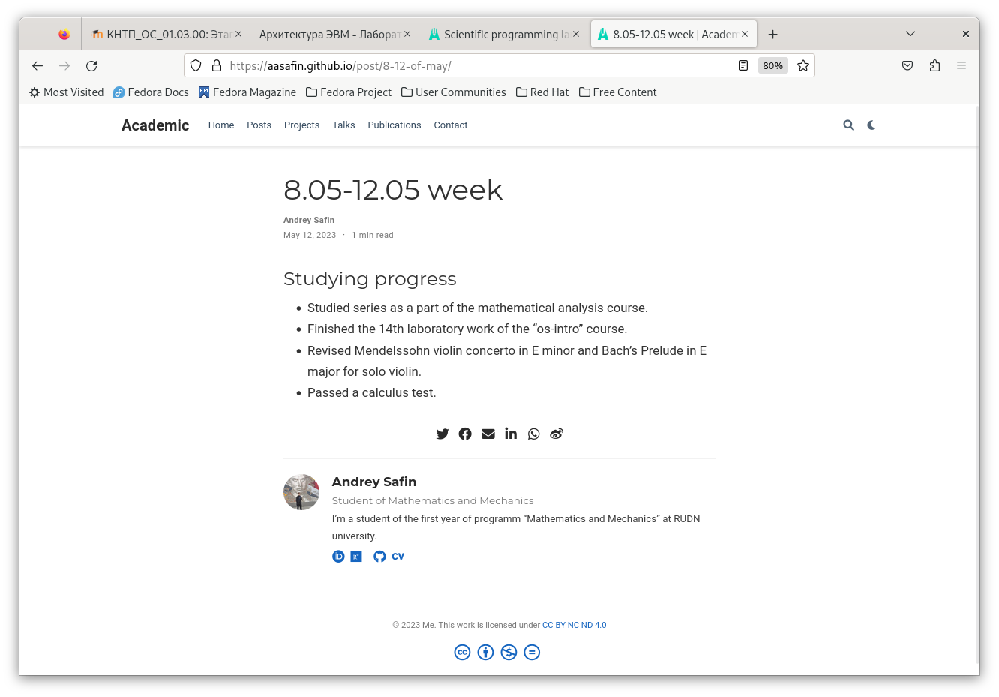 КНТП_ОС_01.03.00: Этап
Архитектура ЭВМ - Лаборат
Scientific programming la
8.05-12.05 week | Academ
https://aasafin.github.io/post/8-12-of-may/
80%
Most Visited
Fedora Docs
Fedora Magazine
Fedora Project
User Communities
Red Hat
Free Content
Academic
Home
Posts
Projects
Talks
Publications
Contact
8.05-12.05 week
Andrey Safin
May 12, 2023 · 1 min read
Studying progress
• Studied series as a part of the mathematical analysis course.
• Finished the 14th laboratory work of the “os-intro” course.
• Revised Mendelssohn violin concerto in E minor and Bach’s Prelude in E
major for solo violin.
• Passed a calculus test.
Andrey Safin
Student of Mathematics and Mechanics
I’m a student of the first year of programm “Mathematics and Mechanics” at RUDN
university.
CV
© 2023 Me. This work is licensed under CC BY NC ND 4.0